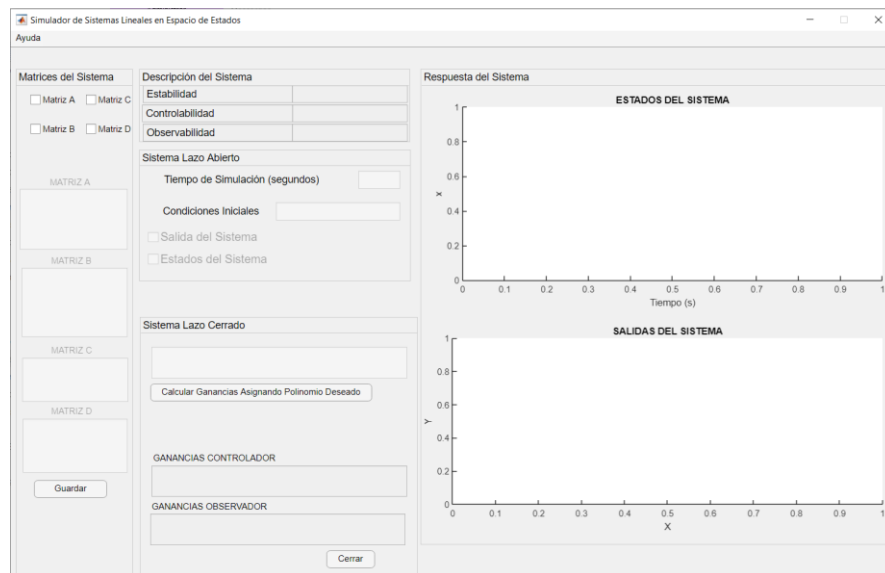 Simulador de Sistemas Lineales en Espacio de Estados
Ayuda
Matrices del Sistema
Matriz A Matriz C
Matriz B Matriz D
MATRIZ A
MATRIZ B
MATRIZ C
MATRIZ D
Guardar
Descripción del Sistema
Estabilidad
Controlabilidad
Observabilidad
Sistema Lazo Abierto
Tiempo de Simulación (segundos)
Condiciones Iniciales
Salida del Sistema
Estados del Sistema
Sistema Lazo Cerrado
Calcular Ganancias Asignando Polinomio Deseado
GANANCIAS CONTROLADOR
GANANCIAS OBSERVADOR
Cerrar
Respuesta del Sistema
ESTADOS DEL SISTEMA
1
0.8
0.6
x
0.4
0.2
0
0 0.1 0.2 0.3 0.4 0.5 0.6 0.7 0.8 0.9 1
Tiempo (s)
SALIDAS DEL SISTEMA
1
0.8
0.6
Y
0.4
0.2
0
0 0.1 0.2 0.3 0.4 0.5 0.6 0.7 0.8 0.9 1
X